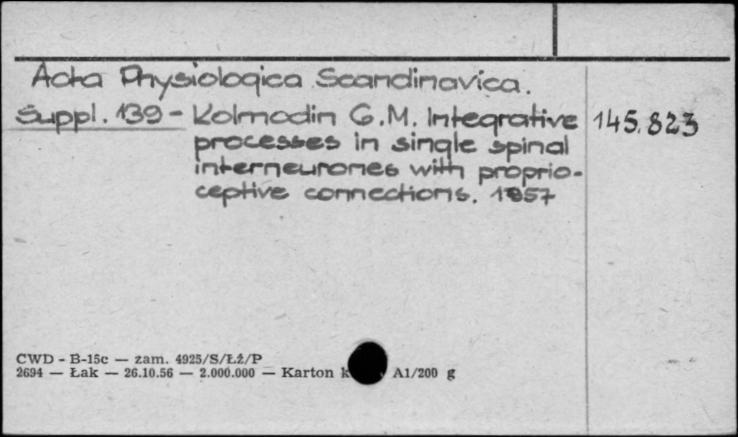 Acta Physiologica Scandinavica.
Suppl. 139 - Kolmodin G.M. Integrative 145.823
processes in single spinal
interneurones with proprio-
ceptive connections. 1957
CWD - B-15c — zam. 4925/S/ŁŻ/P
2694 — Łak — 26.10.56 — 2.000.000 — Karton k A1/200 g